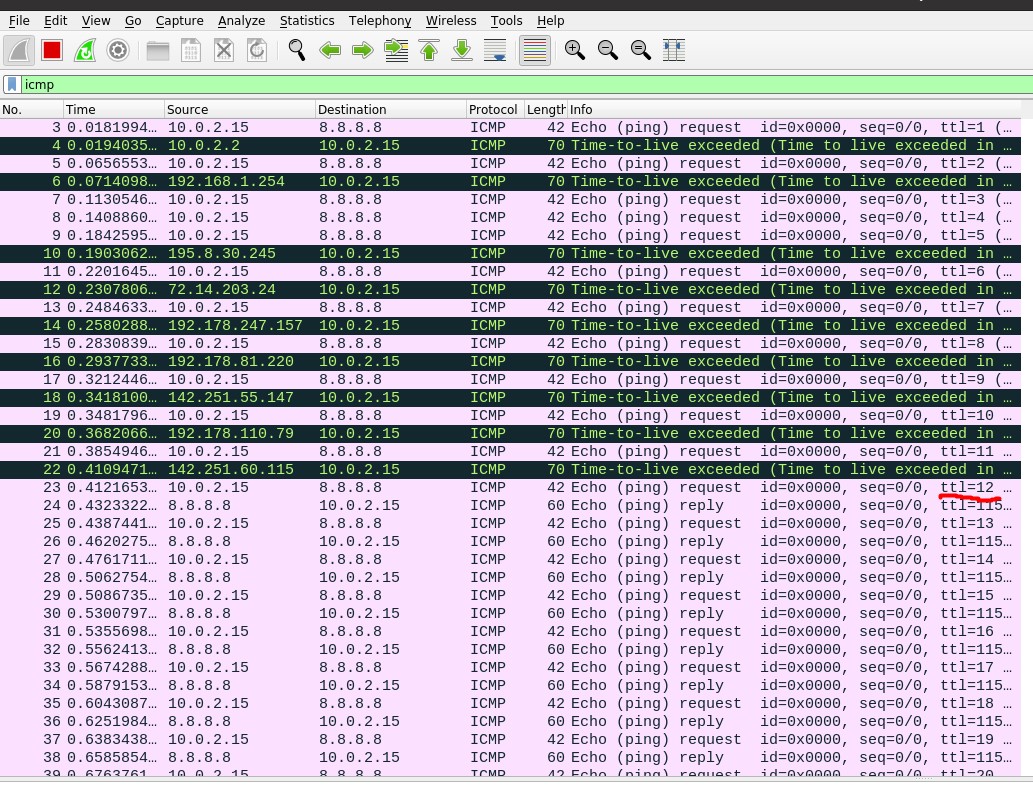 File Edit View Go Capture Analyze Statistics Telephony Wireless Tools Help
icmp
No. Time Source Destination Protocol Length Info
3 0.0181994… 10.0.2.15 8.8.8.8 ICMP 42 Echo (ping) request id=0x0000, seq=0/0, ttl=1 (…
4 0.0194035… 10.0.2.2 10.0.2.15 ICMP 70 Time-to-live exceeded (Time to live exceeded in …
5 0.0656553… 10.0.2.15 8.8.8.8 ICMP 42 Echo (ping) request id=0x0000, seq=0/0, ttl=2 (…
6 0.0714098… 192.168.1.254 10.0.2.15 ICMP 70 Time-to-live exceeded (Time to live exceeded in …
7 0.1130546… 10.0.2.15 8.8.8.8 ICMP 42 Echo (ping) request id=0x0000, seq=0/0, ttl=3 (…
8 0.1408860… 10.0.2.15 8.8.8.8 ICMP 42 Echo (ping) request id=0x0000, seq=0/0, ttl=4 (…
9 0.1842595… 10.0.2.15 8.8.8.8 ICMP 42 Echo (ping) request id=0x0000, seq=0/0, ttl=5 (…
10 0.1903062… 195.8.30.245 10.0.2.15 ICMP 70 Time-to-live exceeded (Time to live exceeded in …
11 0.2201645… 10.0.2.15 8.8.8.8 ICMP 42 Echo (ping) request id=0x0000, seq=0/0, ttl=6 (…
12 0.2307806… 72.14.203.24 10.0.2.15 ICMP 70 Time-to-live exceeded (Time to live exceeded in …
13 0.2484633… 10.0.2.15 8.8.8.8 ICMP 42 Echo (ping) request id=0x0000, seq=0/0, ttl=7 (…
14 0.2580288… 192.178.247.157 10.0.2.15 ICMP 70 Time-to-live exceeded (Time to live exceeded in …
15 0.2830839… 10.0.2.15 8.8.8.8 ICMP 42 Echo (ping) request id=0x0000, seq=0/0, ttl=8 (…
16 0.2937733… 192.178.81.220 10.0.2.15 ICMP 70 Time-to-live exceeded (Time to live exceeded in …
17 0.3212446… 10.0.2.15 8.8.8.8 ICMP 42 Echo (ping) request id=0x0000, seq=0/0, ttl=9 (…
18 0.3418100… 142.251.55.147 10.0.2.15 ICMP 70 Time-to-live exceeded (Time to live exceeded in …
19 0.3481796… 10.0.2.15 8.8.8.8 ICMP 42 Echo (ping) request id=0x0000, seq=0/0, ttl=10 …
20 0.3682066… 192.178.110.79 10.0.2.15 ICMP 70 Time-to-live exceeded (Time to live exceeded in …
21 0.3854946… 10.0.2.15 8.8.8.8 ICMP 42 Echo (ping) request id=0x0000, seq=0/0, ttl=11 …
22 0.4109471… 142.251.60.115 10.0.2.15 ICMP 70 Time-to-live exceeded (Time to live exceeded in …
23 0.4121653… 10.0.2.15 8.8.8.8 ICMP 42 Echo (ping) request id=0x0000, seq=0/0, ttl=12 …
24 0.4323322… 8.8.8.8 10.0.2.15 ICMP 60 Echo (ping) reply id=0x0000, seq=0/0, ttl=115…
25 0.4387441… 10.0.2.15 8.8.8.8 ICMP 42 Echo (ping) request id=0x0000, seq=0/0, ttl=13 …
26 0.4620275… 8.8.8.8 10.0.2.15 ICMP 60 Echo (ping) reply id=0x0000, seq=0/0, ttl=115…
27 0.4761711… 10.0.2.15 8.8.8.8 ICMP 42 Echo (ping) request id=0x0000, seq=0/0, ttl=14 …
28 0.5062754… 8.8.8.8 10.0.2.15 ICMP 60 Echo (ping) reply id=0x0000, seq=0/0, ttl=115…
29 0.5086735… 10.0.2.15 8.8.8.8 ICMP 42 Echo (ping) request id=0x0000, seq=0/0, ttl=15 …
30 0.5300797… 8.8.8.8 10.0.2.15 ICMP 60 Echo (ping) reply id=0x0000, seq=0/0, ttl=115…
31 0.5355698… 10.0.2.15 8.8.8.8 ICMP 42 Echo (ping) request id=0x0000, seq=0/0, ttl=16 …
32 0.5562413… 8.8.8.8 10.0.2.15 ICMP 60 Echo (ping) reply id=0x0000, seq=0/0, ttl=115…
33 0.5674288… 10.0.2.15 8.8.8.8 ICMP 42 Echo (ping) request id=0x0000, seq=0/0, ttl=17 …
34 0.5879153… 8.8.8.8 10.0.2.15 ICMP 60 Echo (ping) reply id=0x0000, seq=0/0, ttl=115…
35 0.6043087… 10.0.2.15 8.8.8.8 ICMP 42 Echo (ping) request id=0x0000, seq=0/0, ttl=18 …
36 0.6251984… 8.8.8.8 10.0.2.15 ICMP 60 Echo (ping) reply id=0x0000, seq=0/0, ttl=115…
37 0.6383438… 10.0.2.15 8.8.8.8 ICMP 42 Echo (ping) request id=0x0000, seq=0/0, ttl=19 …
38 0.6585854… 8.8.8.8 10.0.2.15 ICMP 60 Echo (ping) reply id=0x0000, seq=0/0, ttl=115…
39 0.6763761… 10.0.2.15 8.8.8.8 ICMP 42 Echo (ping) request id=0x0000, seq=0/0, ttl=20 …